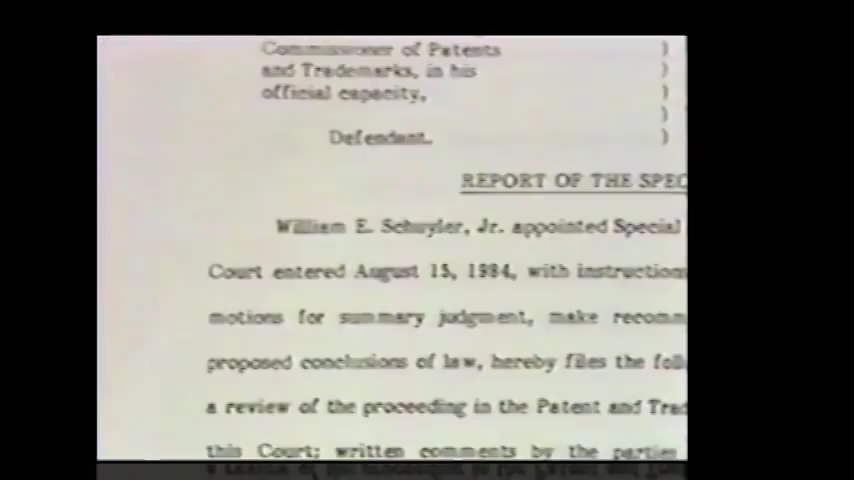 Commissioner of Patents )
and Trademarks, in his )
official capacity, )
)
Defendant. )
REPORT OF THE SPEC
William E. Schuyler, Jr. appointed Special
Court entered August 15, 1984, with instructions
motions for summary judgment, make recomm
proposed conclusions of law, hereby files the foll
a review of the proceeding in the Patent and Trad
this Court; written comments by the parties